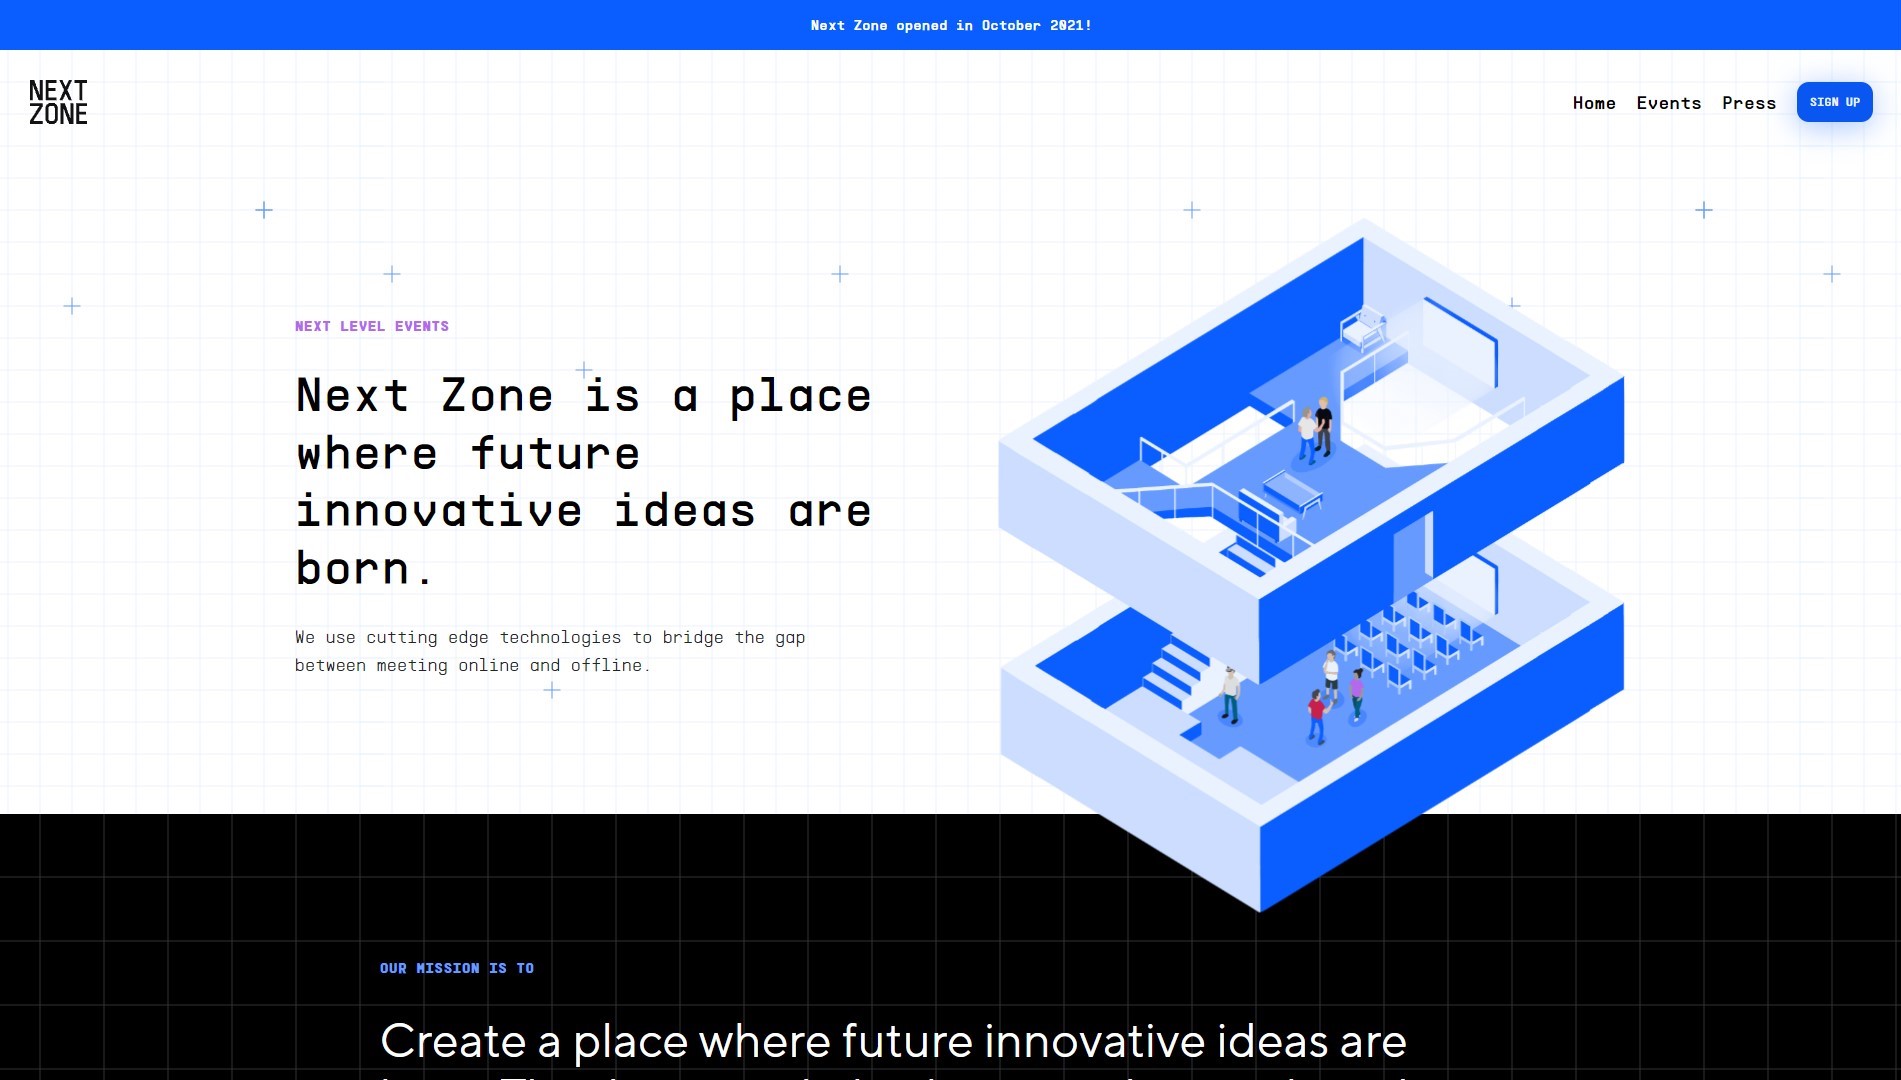 Next Zone opened in October 2021!
NEXT
ZONE
Home Events Press SIGN UP
NEXT LEVEL EVENTS
Next Zone is a place
where future
innovative ideas are
born.
We use cutting edge technologies to bridge the gap
between meeting online and offline.
OUR MISSION IS TO
Create a place where future innovative ideas are